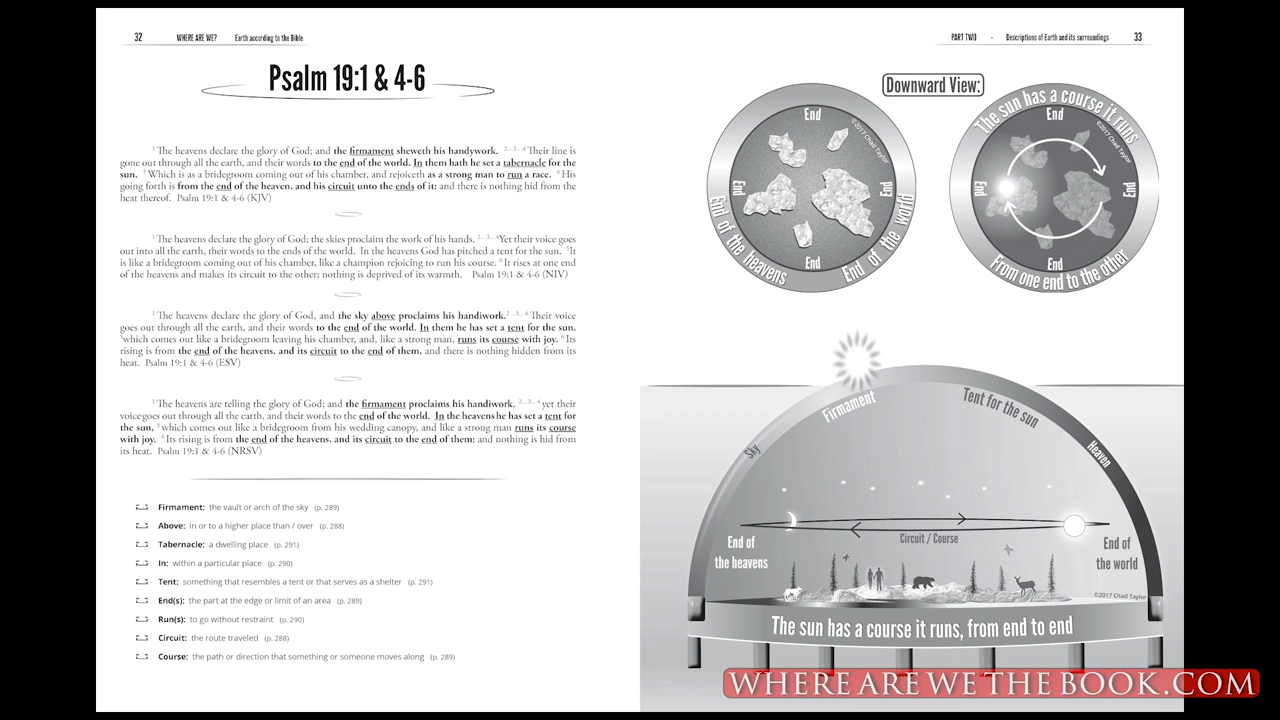 32 WHERE ARE WE? Earth according to the Bible
Psalm 19:1 & 4-6
1 The heavens declare the glory of God; and the firmament sheweth his handywork. 2...3...4 Their line is
gone out through all the earth, and their words to the end of the world. In them hath he set a tabernacle for the
sun, 5 Which is as a bridegroom coming out of his chamber, and rejoiceth as a strong man to run a race. 6 His
going forth is from the end of the heaven, and his circuit unto the ends of it: and there is nothing hid from the
heat thereof. Psalm 19:1 & 4-6 (KJV)
1 The heavens declare the glory of God; the skies proclaim the work of his hands. 2...3...4 Yet their voice goes
out into all the earth, their words to the ends of the world. In the heavens God has pitched a tent for the sun. 5 It
is like a bridegroom coming out of his chamber, like a champion rejoicing to run his course. 6 It rises at one end
of the heavens and makes its circuit to the other; nothing is deprived of its warmth. Psalm 19:1 & 4-6 (NIV)
1 The heavens declare the glory of God, and the sky above proclaims his handiwork. 2...3...4 Their voice
goes out through all the earth, and their words to the end of the world. In them he has set a tent for the sun,
5 which comes out like a bridegroom leaving his chamber, and, like a strong man, runs its course with joy. 6 Its
rising is from the end of the heavens, and its circuit to the end of them, and there is nothing hidden from its
heat. Psalm 19:1 & 4-6 (ESV)
1 The heavens are telling the glory of God; and the firmament proclaims his handiwork. 2...3...4 yet their
voice goes out through all the earth, and their words to the end of the world. In the heavens he has set a tent for
the sun, 5 which comes out like a bridegroom from his wedding canopy, and like a strong man runs its course
with joy. 6 Its rising is from the end of the heavens, and its circuit to the end of them; and nothing is hid from
its heat. Psalm 19:1 & 4-6 (NRSV)
Firmament: the vault or arch of the sky (p. 289)
Above: in or to a higher place than / over (p. 288)
Tabernacle: a dwelling place (p. 291)
In: within a particular place (p. 290)
Tent: something that resembles a tent or that serves as a shelter (p. 291)
End(s): the part at the edge or limit of an area (p. 289)
Run(s): to go without restraint (p. 290)
Circuit: the route traveled (p. 288)
Course: the path or direction that something or someone moves along (p. 289)
PART TWO - Descriptions of Earth and its surroundings 33
Downward View:
End
©2017 Chad Taylor
End
End
End
End of the heavens
End of the world
The sun has a course it runs
End
©2017 Chad Taylor
End
End
End
From one end to the other
Firmament
Tent for the sun
Sky
Heaven
Circuit / Course
End of
the heavens
End of
the world
©2017 Chad Taylor
The sun has a course it runs, from end to end
WHERE ARE WE THE BOOK.COM